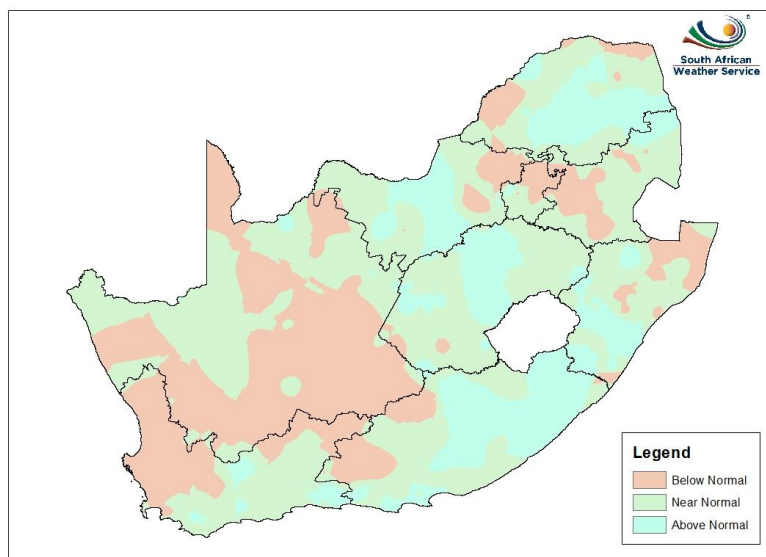 South African
Weather Service
Legend
Below Normal
Near Normal
Above Normal